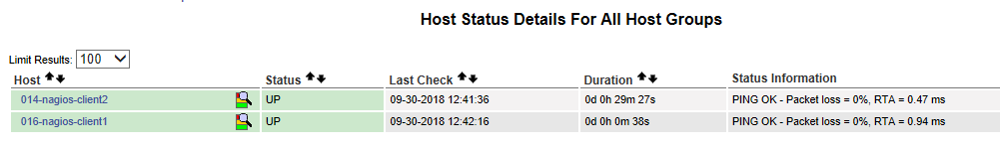 Host Status Details For All Host Groups
Limit Results: 100
Host Status Last Check Duration Status Information
014-nagios-client2 UP 09-30-2018 12:41:36 0d 0h 29m 27s PING OK - Packet loss = 0%, RTA = 0.47 ms
016-nagios-client1 UP 09-30-2018 12:42:16 0d 0h 0m 38s PING OK - Packet loss = 0%, RTA = 0.94 ms